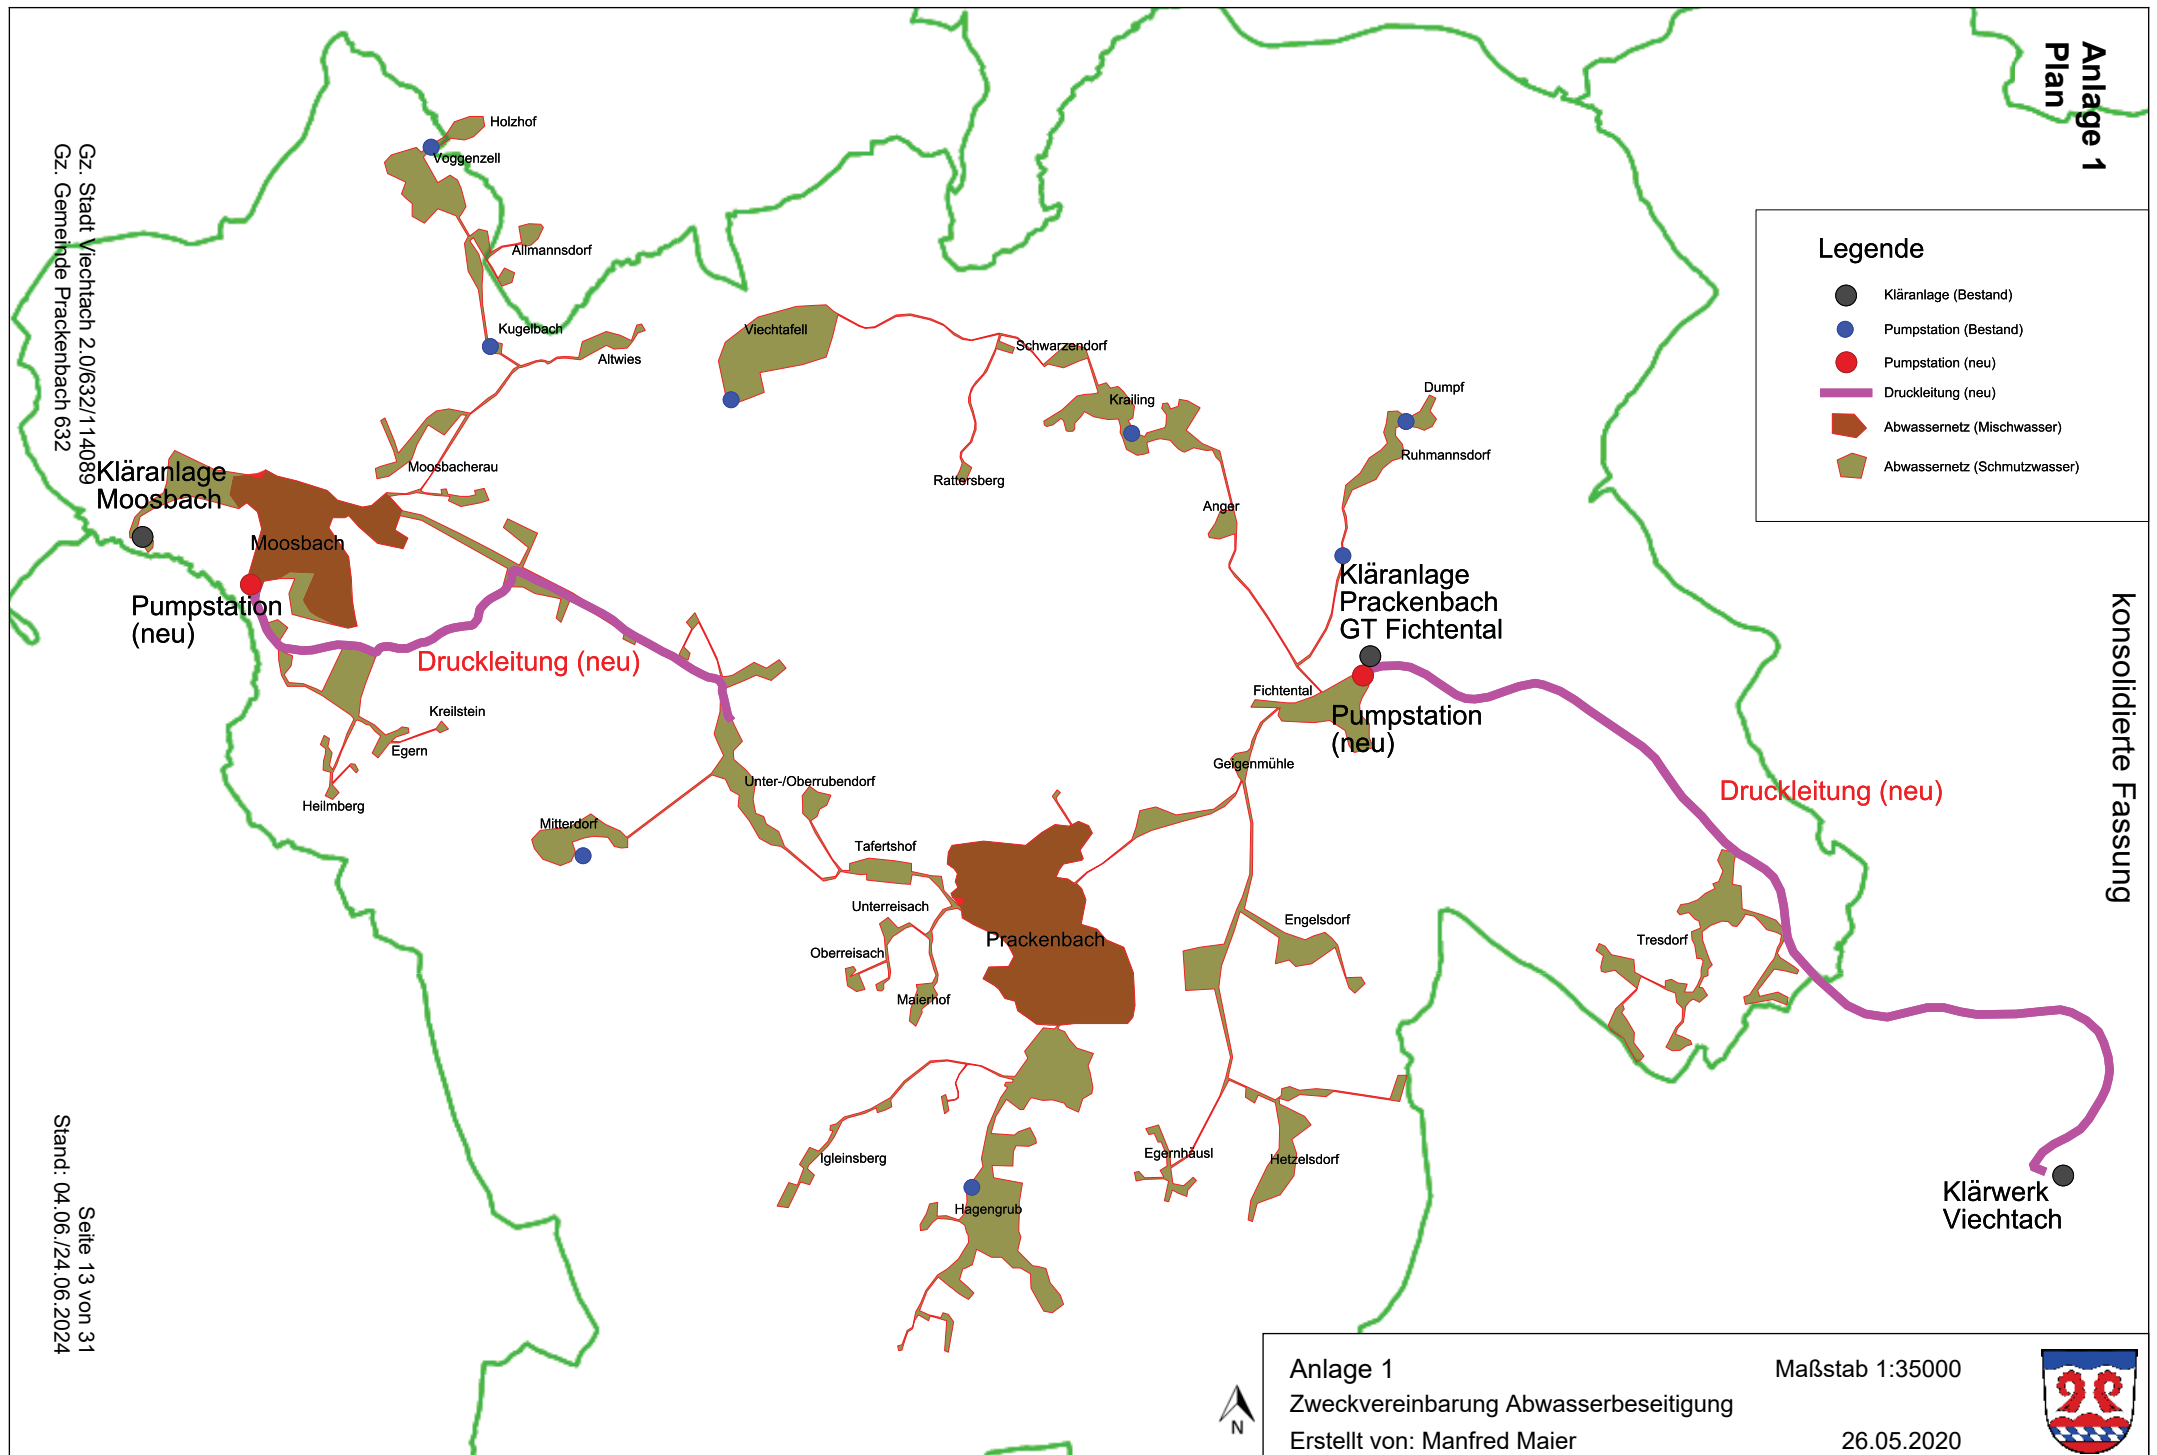 Anlage 1
Plan
Gz. Stadt Viechtach 2.0/632/114089
Gz. Gemeinde Prackenbach 632
konsolidierte Fassung
Seite 13 von 31
Stand: 04.06./24.06.2024
Legende
Kläranlage (Bestand)
Pumpstation (Bestand)
Pumpstation (neu)
Druckleitung (neu)
Abwassernetz (Mischwasser)
Abwassernetz (Schmutzwasser)
Holzhof
Voggenzell
Allmannsdorf
Kugelbach
Altwies
Viechtafell
Schwarzendorf
Krailing
Dumpf
Ruhmannsdorf
Rattersberg
Anger
Moosbacherau
Kläranlage
Moosbach
Moosbach
Pumpstation
(neu)
Druckleitung (neu)
Kläranlage
Prackenbach
GT Fichtental
Fichtental
Pumpstation
(neu)
Kreilstein
Egern
Heilmberg
Geigenmühle
Unter-/Oberrubendorf
Druckleitung (neu)
Mitterdorf
Tafertshof
Unterreisach
Oberreisach
Maierhof
Prackenbach
Engelsdorf
Tresdorf
Igleinsberg
Egernhäusl
Hetzelsdorf
Hagengrub
Klärwerk
Viechtach
N
Anlage 1
Maßstab 1:35000
Zweckvereinbarung Abwasserbeseitigung
Erstellt von: Manfred Maier
26.05.2020